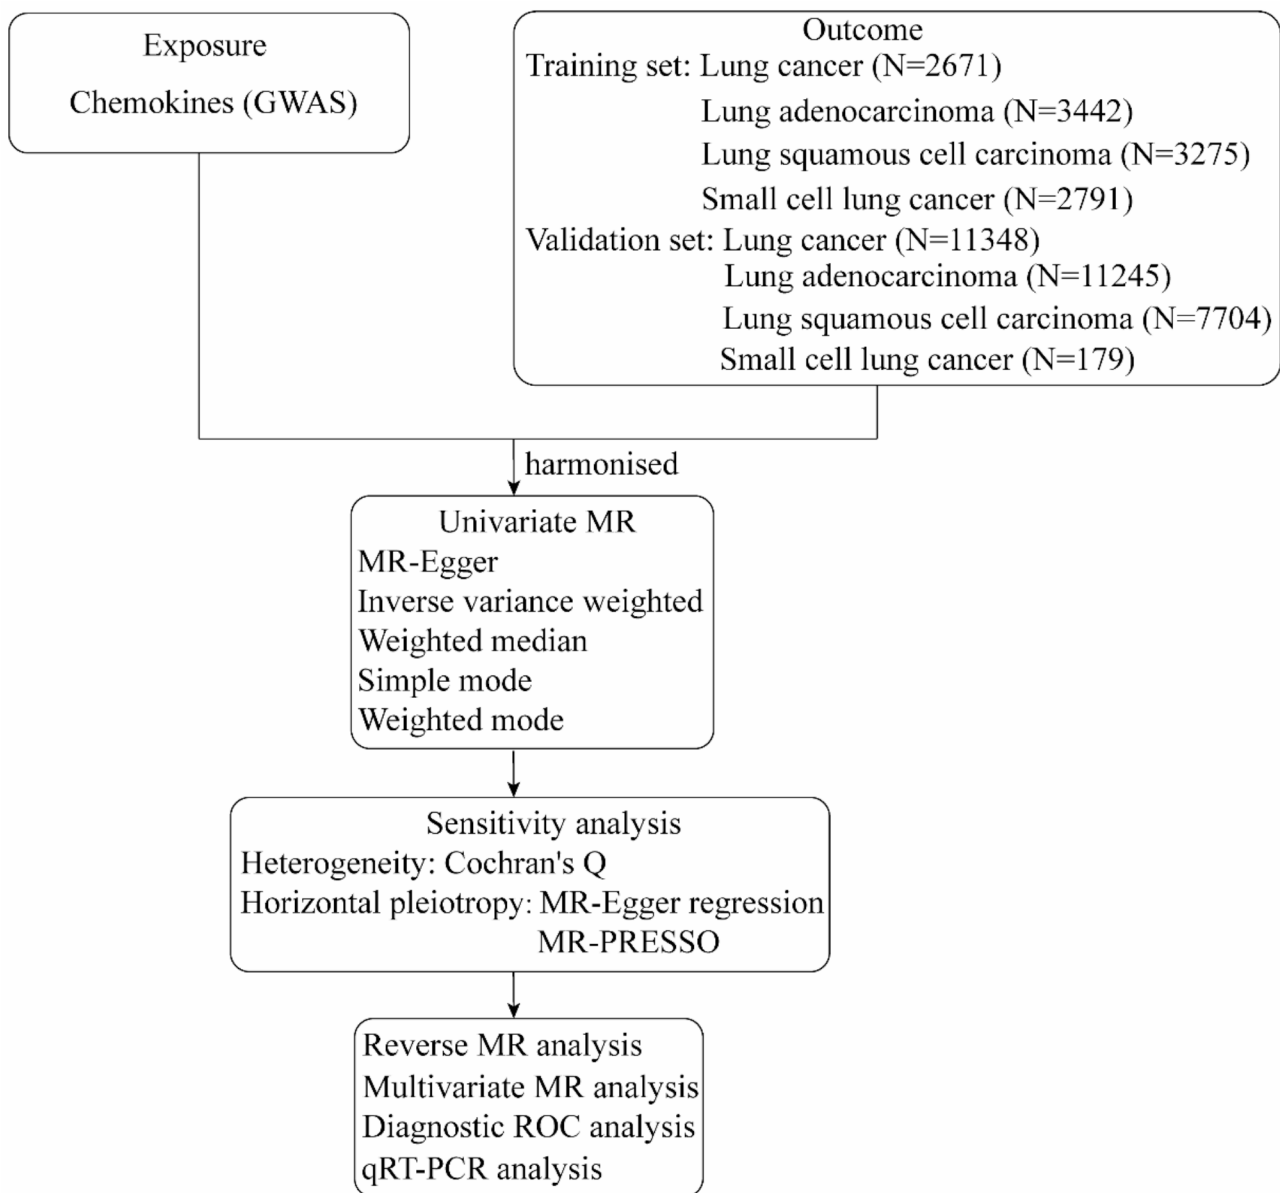 Exposure
Chemokines (GWAS)
Outcome
Training set: Lung cancer (N=2671)
Lung adenocarcinoma (N=3442)
Lung squamous cell carcinoma (N=3275)
Small cell lung cancer (N=2791)
Validation set: Lung cancer (N=11348)
Lung adenocarcinoma (N=11245)
Lung squamous cell carcinoma (N=7704)
Small cell lung cancer (N=179)
harmonised
Univariate MR
MR-Egger
Inverse variance weighted
Weighted median
Simple mode
Weighted mode
Sensitivity analysis
Heterogeneity: Cochran's Q
Horizontal pleiotropy: MR-Egger regression
MR-PRESSO
Reverse MR analysis
Multivariate MR analysis
Diagnostic ROC analysis
qRT-PCR analysis